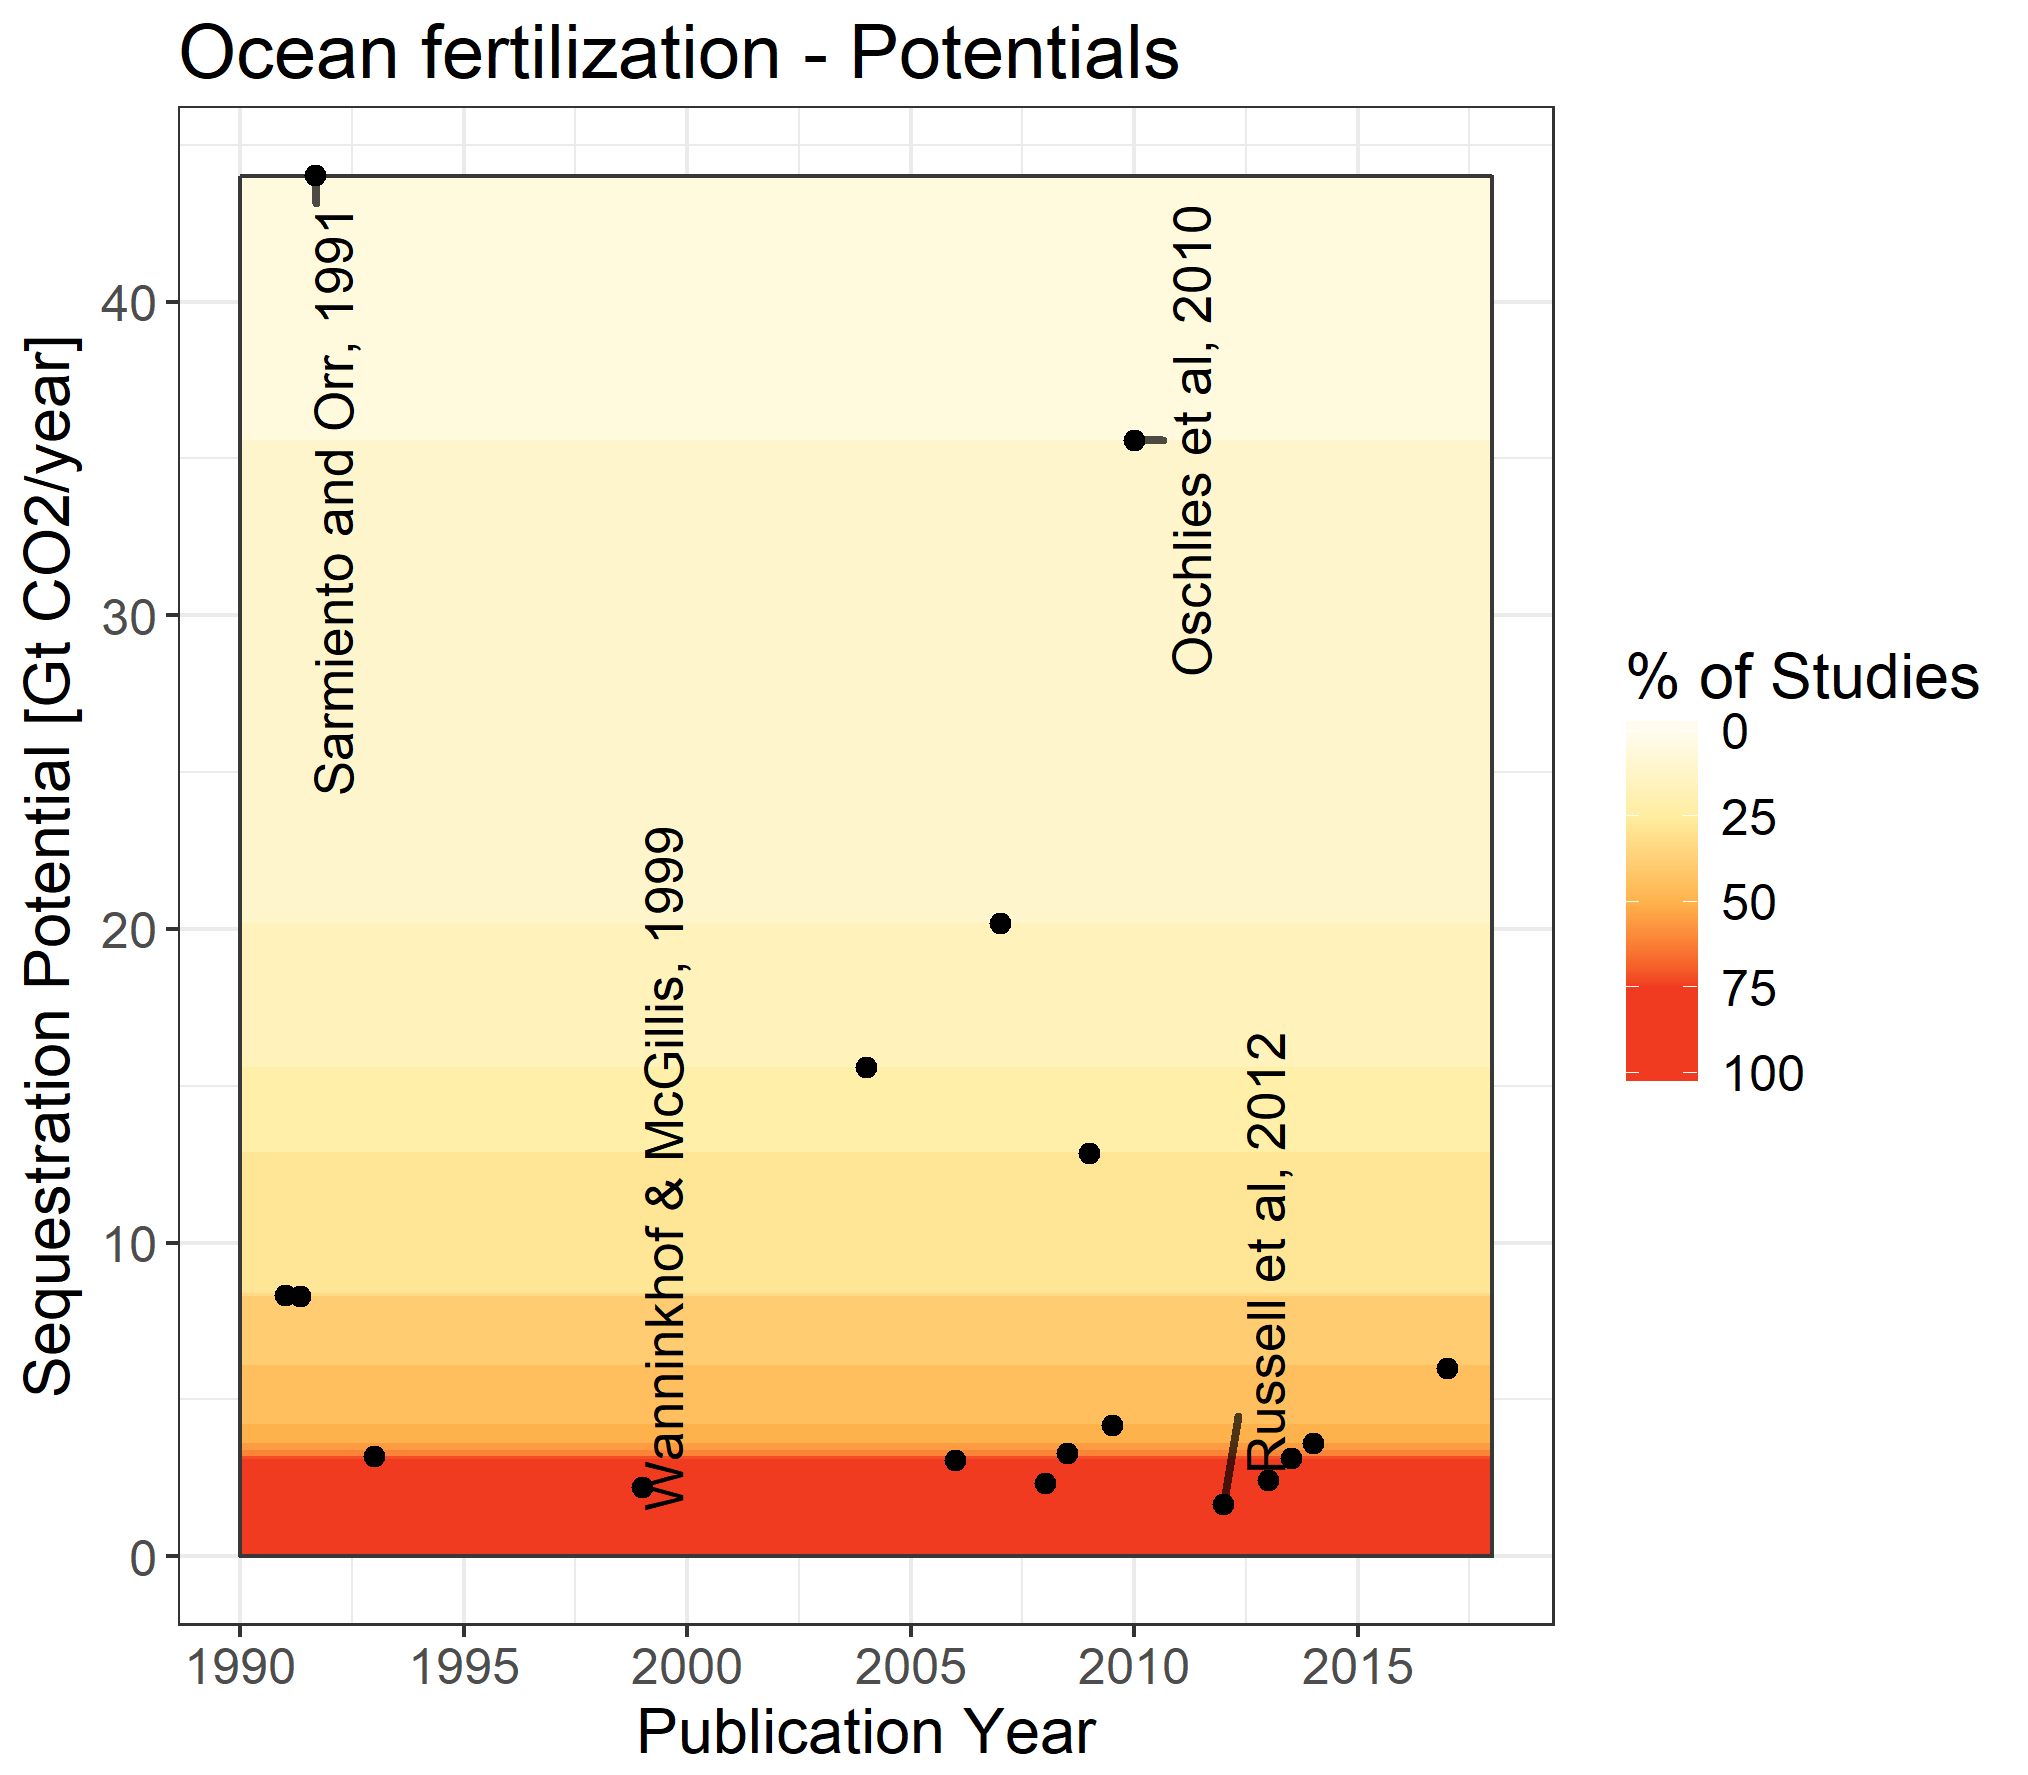 Ocean fertilization - Potentials
Sequestration Potential [Gt CO2/year]
40
30
20
10
0
Sarmiento and Orr, 1991
Wanninkhof & McGillis, 1999
Oschlies et al, 2010
Russell et al, 2012
1990
1995
2000
2005
2010
2015
Publication Year
% of Studies
0
25
50
75
100